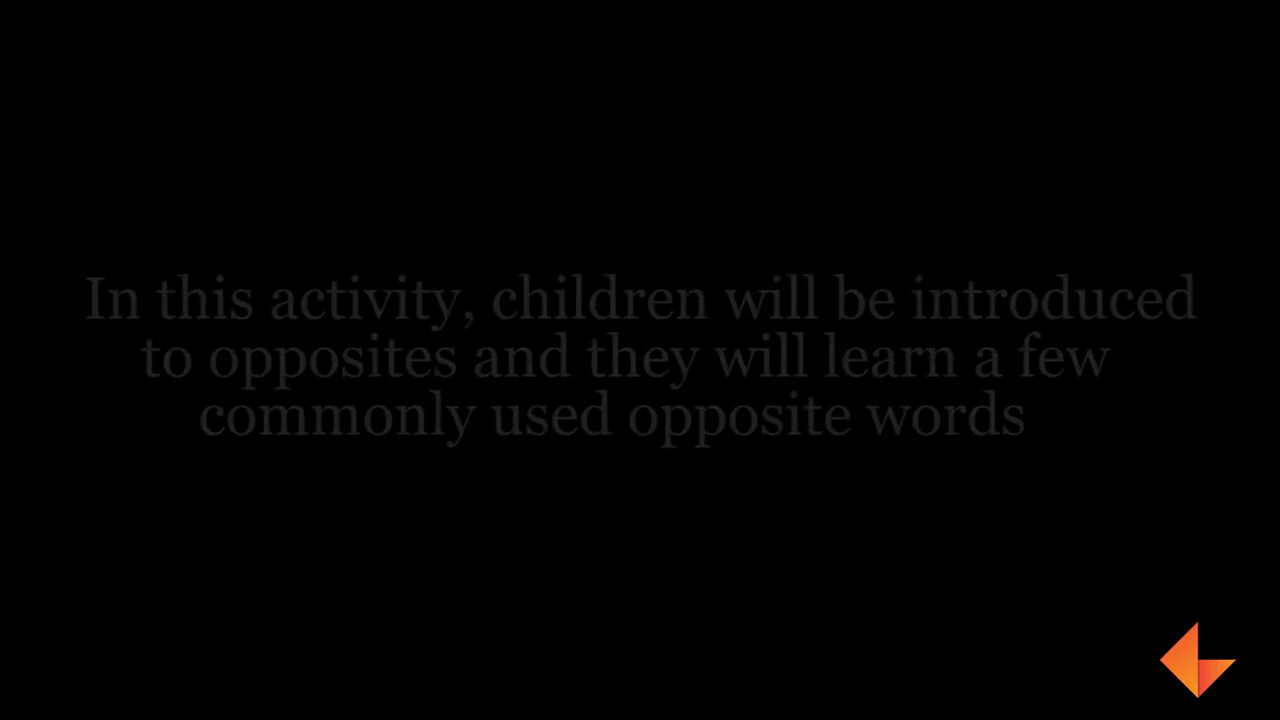 In this activity, children will be introduced
to opposites and they will learn a few
commonly used opposite words